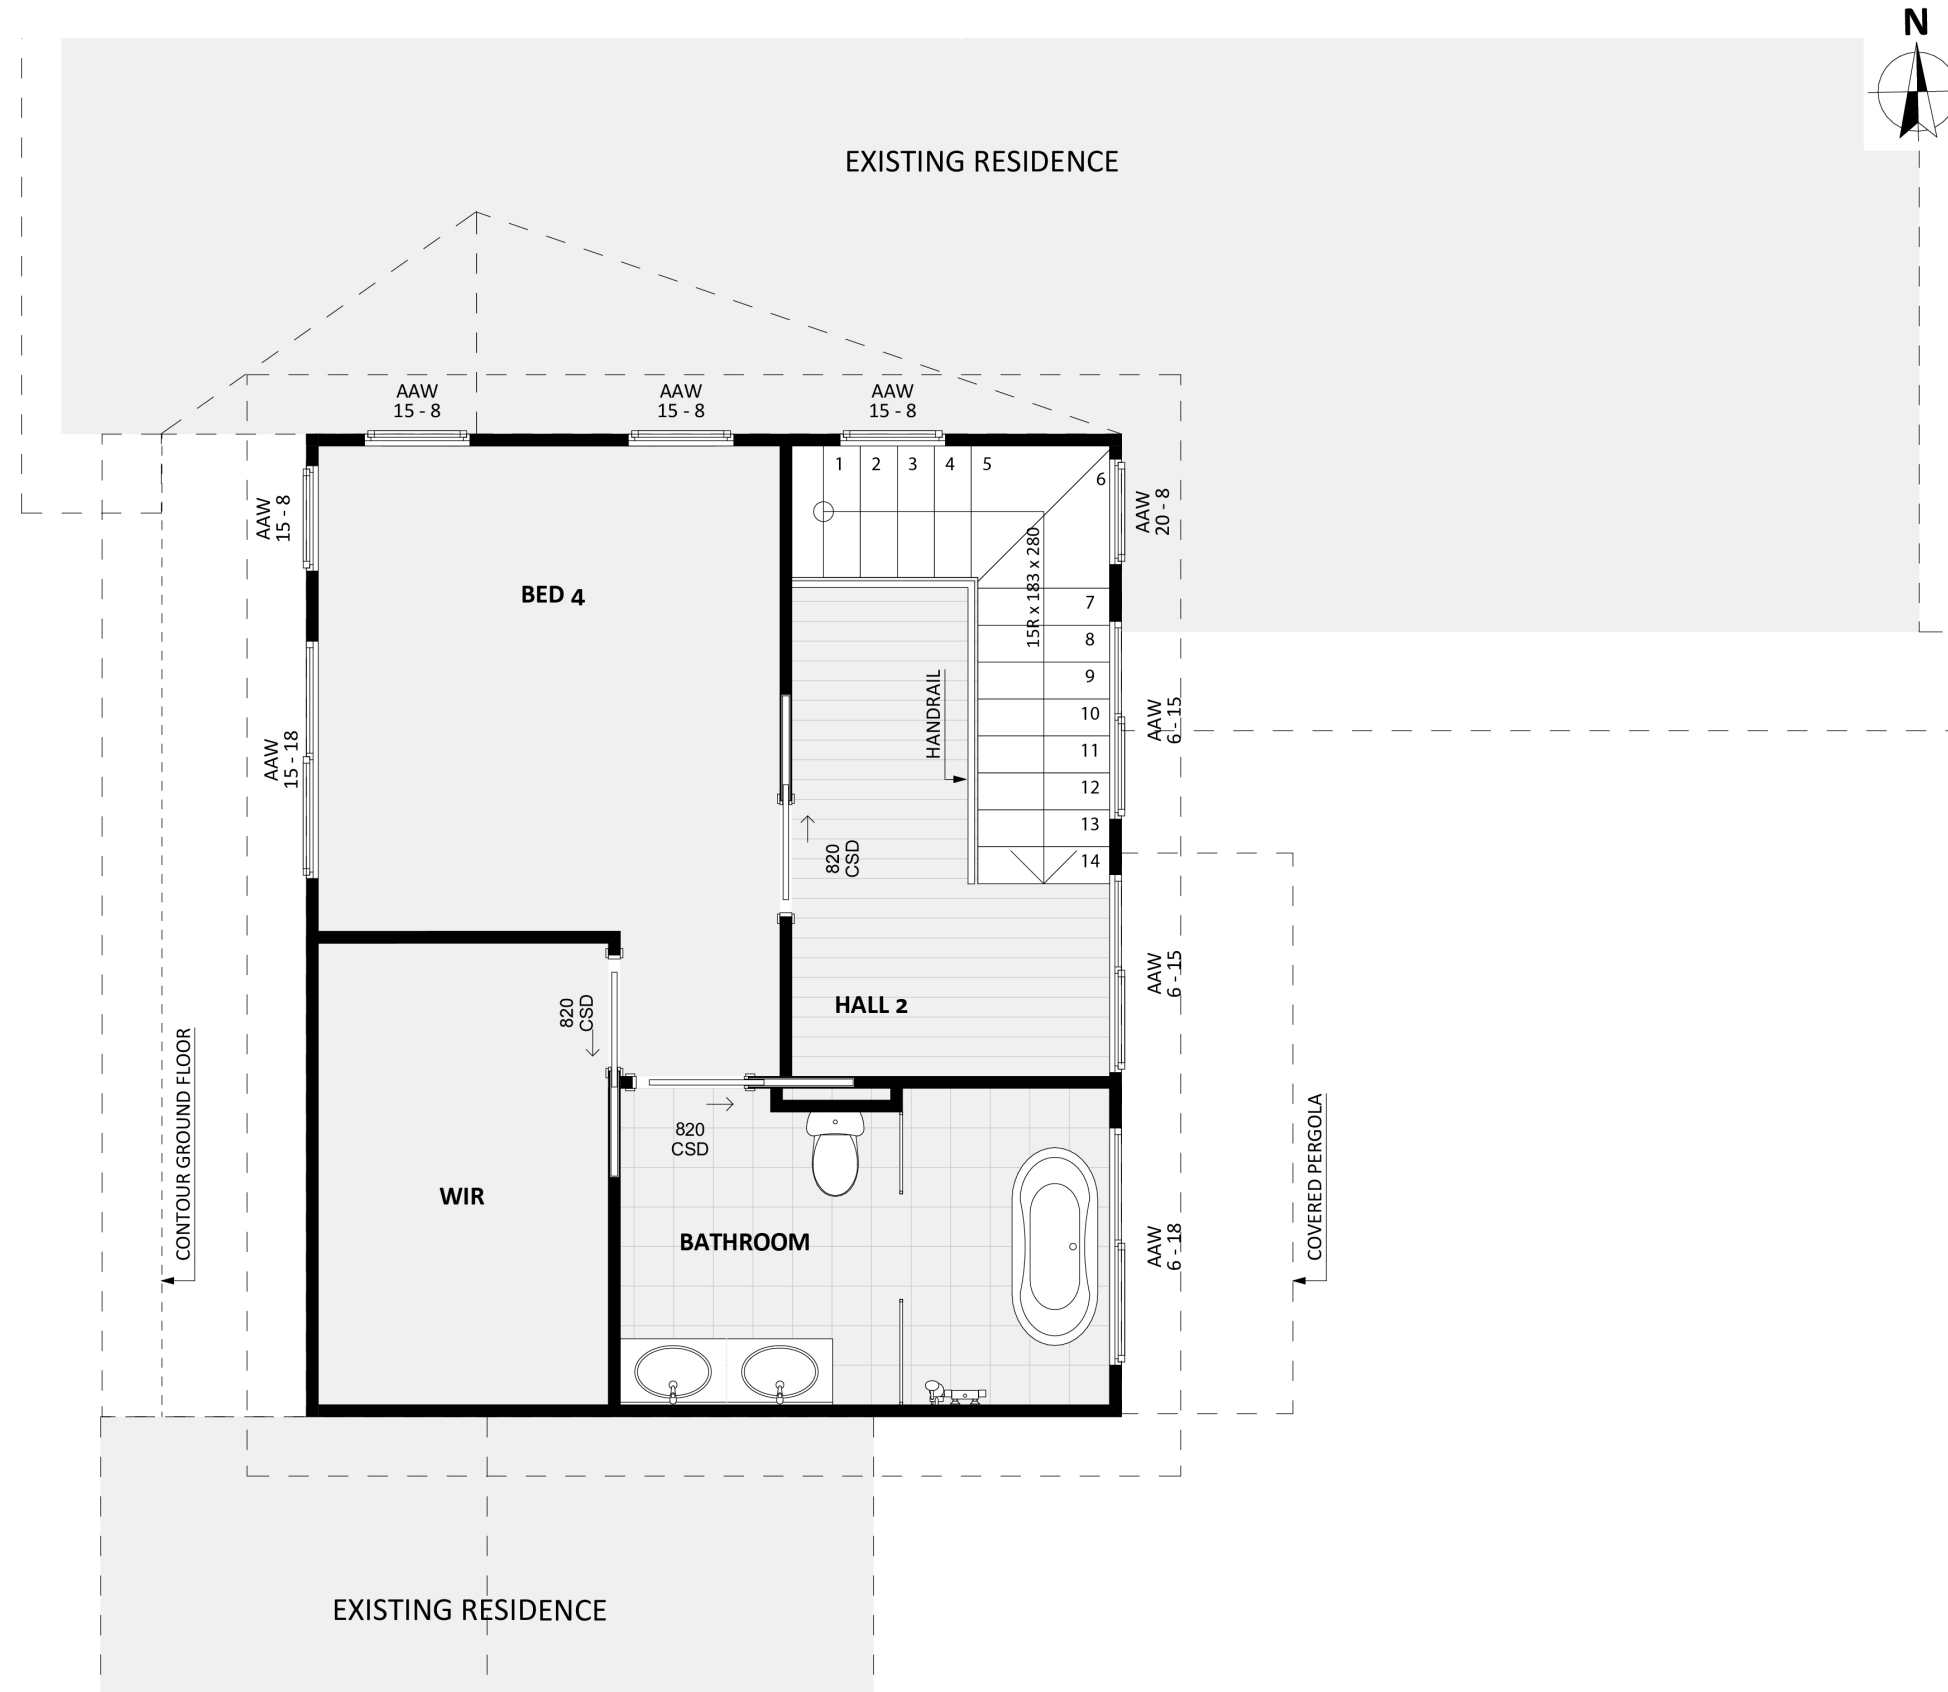 N
EXISTING RESIDENCE
AAW
15 - 8
AAW
15 - 8
AAW
15 - 8
1
2
3
4
5
6
AAW
15 - 8
AAW
20 - 8
BED 4
15R x 183 x 280
7
8
9
10
11
12
13
14
HANDRAIL
AAW
6 - 15
AAW
15 - 18
820
CSD
AAW
6 - 15
HALL 2
820
CSD
CONTOUR GROUND FLOOR
820
CSD
COVERED PERGOLA
WIR
BATHROOM
AAW
6 - 18
EXISTING RESIDENCE